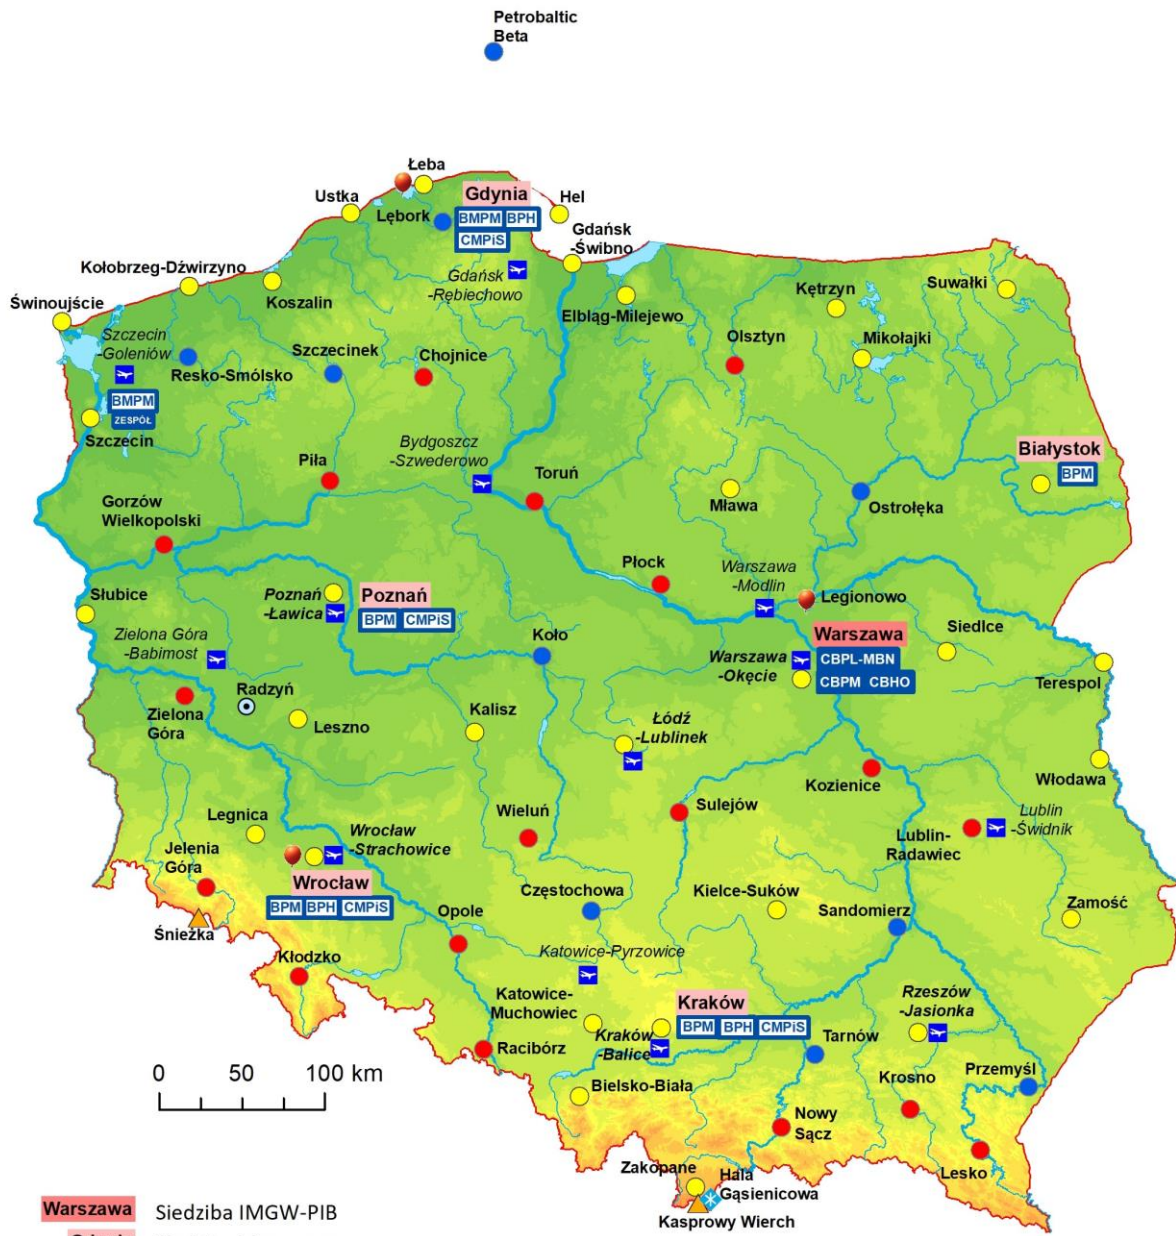 Petrobaltic
Beta
Łeba
Ustka
Lębork
Gdynia
BMPM BPH
CMPiS
Hel
Gdańsk
-Świbno
Gdańsk
-Rębiechowo
Kołobrzeg-Dźwirzyno
Koszalin
Świnoujście
Elbląg-Milejewo
Kętrzyn
Suwałki
Szczecin
-Goleniów
Resko-Smólsko
Szczecinek
Chojnice
Olsztyn
Mikołajki
BMPM
ZESPÓŁ
Szczecin
Bydgoszcz
-Szwederowo
Białystok
BPM
Piła
Toruń
Mława
Ostrołęka
Gorzów
Wielkopolski
Płock
Warszawa
-Modlin
Legionowo
Słubice
Poznań
-Ławica
Poznań
BPM CMPiS
Zielona Góra
-Babimost
Koło
Warszawa
CBPL-MBN
CBPM CBHO
Siedlce
Warszawa
-Okęcie
Terespol
Radzyń
Zielona
Góra
Leszno
Kalisz
Łódź
-Lublinek
Kozienice
Włodawa
Legnica
Wieluń
Sulejów
Lublin
-Świdnik
Lublin-
Radawiec
Wrocław
-Strachowice
Jelenia
Góra
Wrocław
BPM BPH CMPiS
Częstochowa
Kielce-Suków
Sandomierz
Zamość
Śnieżka
Opole
Kłodzko
Katowice-Pyrzowice
Katowice-
Muchowiec
Kraków
BPM BPH CMPiS
Kraków
-Balice
Rzeszów
-Jasionka
Racibórz
Tarnów
Przemyśl
Krosno
Bielsko-Biała
Nowy
Sącz
Lesko
Zakopane
Hala
Gąsienicowa
Kasprowy Wierch
0 50 100 km
Warszawa Siedziba IMGW-PIB